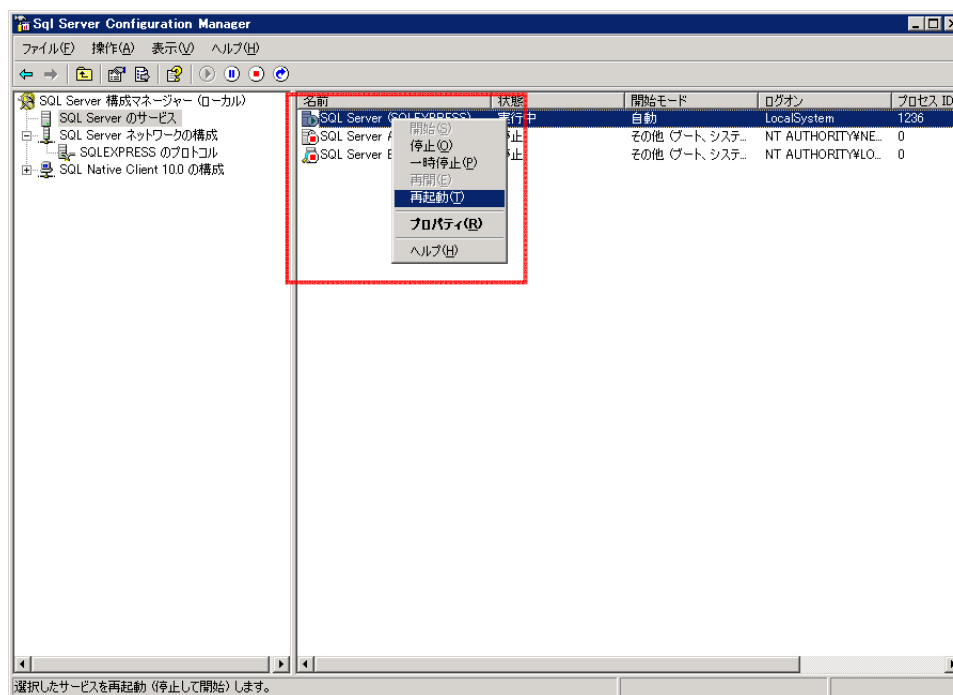 Sql Server Configuration Manager
ファイル(F) 操作(A) 表示(V) ヘルプ(H)
SQL Server 構成マネージャー (ローカル)
SQL Server のサービス
SQL Server ネットワークの構成
SQLEXPRESS のプロトコル
SQL Native Client 10.0 の構成
名前 状態 開始モード ログオン プロセス ID
SQL Server (SQLEXPRESS) 実行中 自動 LocalSystem 1236
SQL Server その他 (ブート、システ... NT AUTHORITY¥NE... 0
SQL Server その他 (ブート、システ... NT AUTHORITY¥LO... 0
開始(S)
停止(O)
一時停止(P)
再開(E)
再起動(T)
プロパティ(R)
ヘルプ(H)
選択したサービスを再起動 (停止して開始) します。